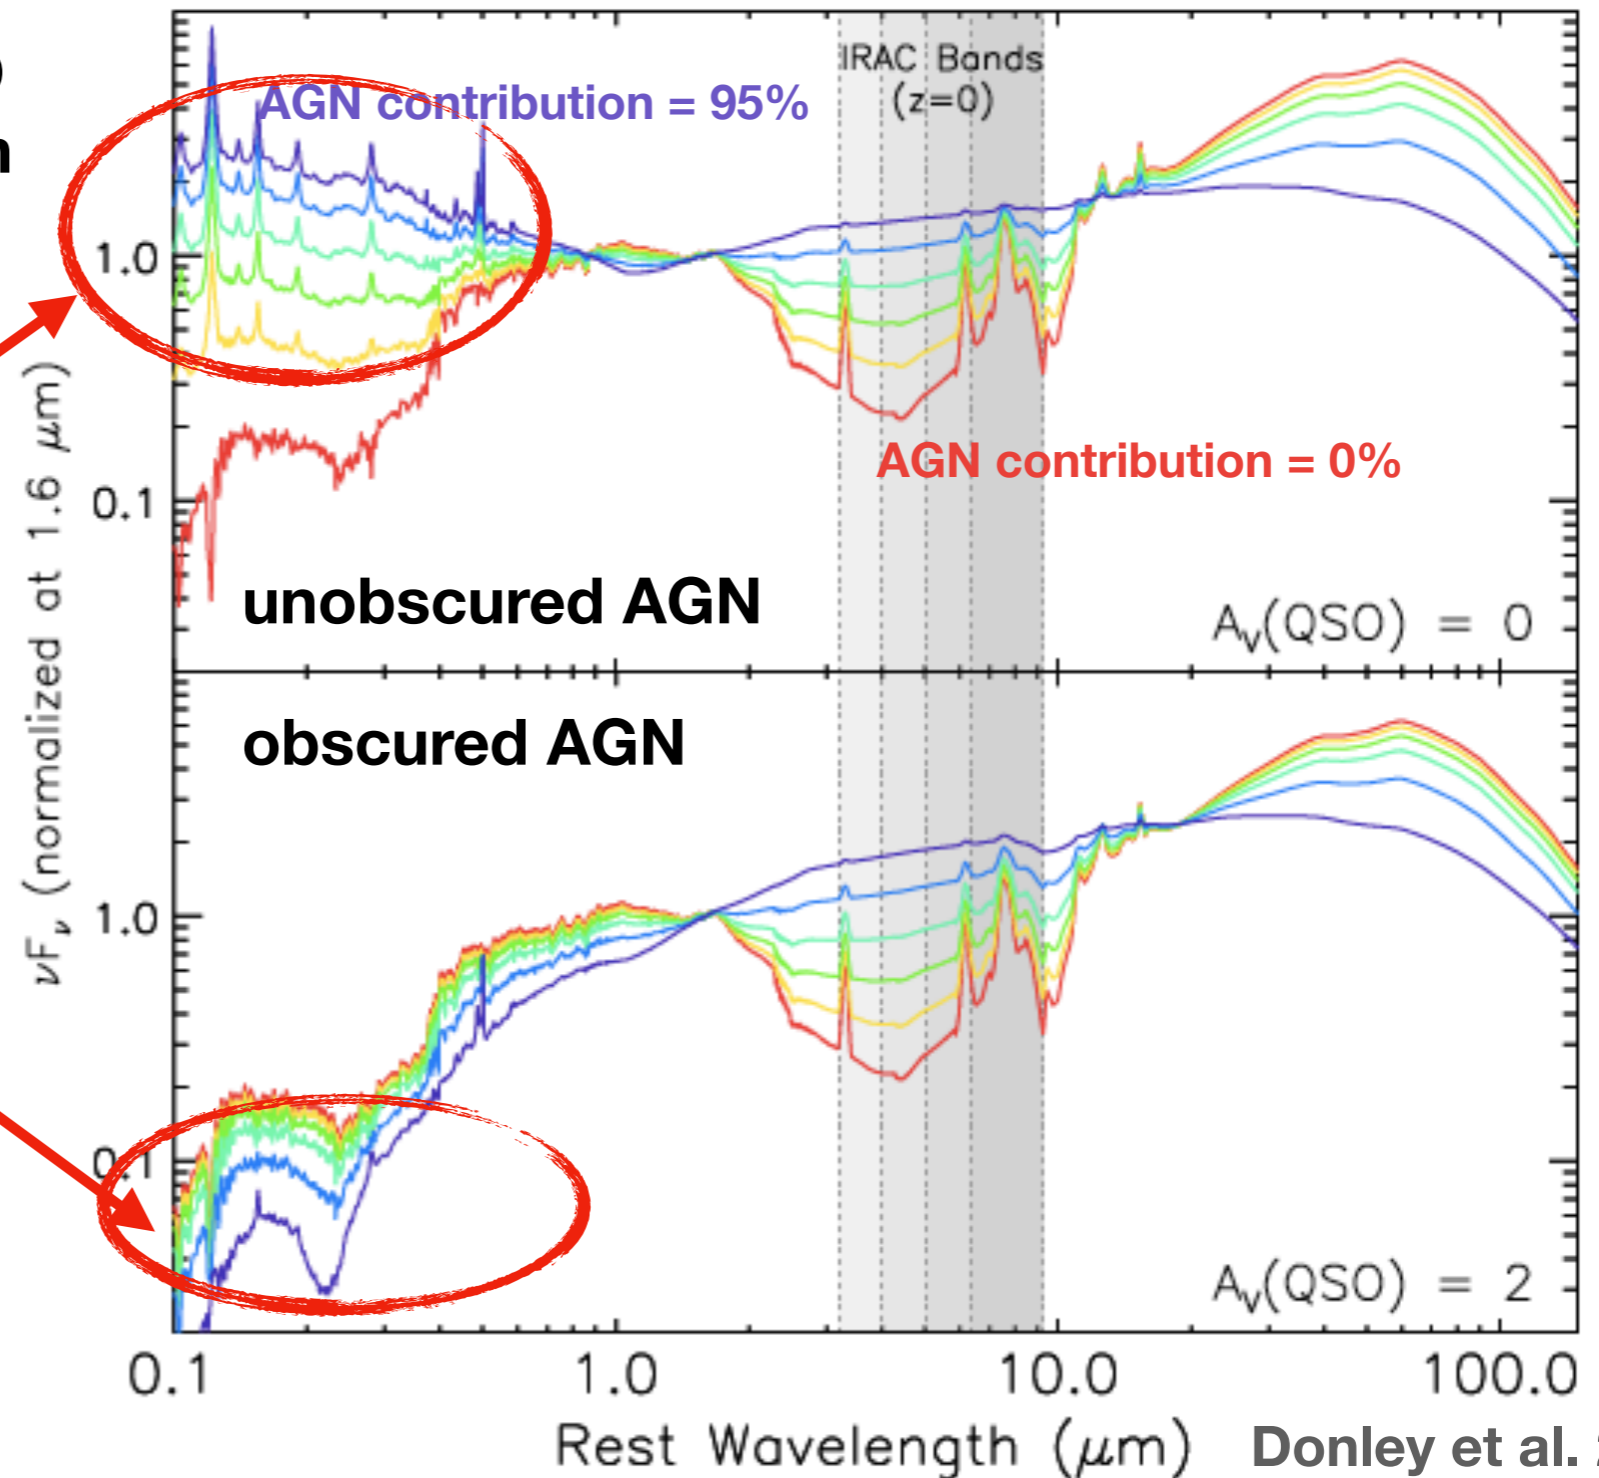 )
n
IRAC Bands
(z=0)
AGN contribution = 95%
1.0
AGN contribution = 0%
0.1
unobscured AGN
A_V(QSO) = 0
νF_ν (normalized at 1.6 μm)
obscured AGN
1.0
0.1
A_V(QSO) = 2
0.1 1.0 10.0 100.0
Rest Wavelength (μm)
Donley et al.